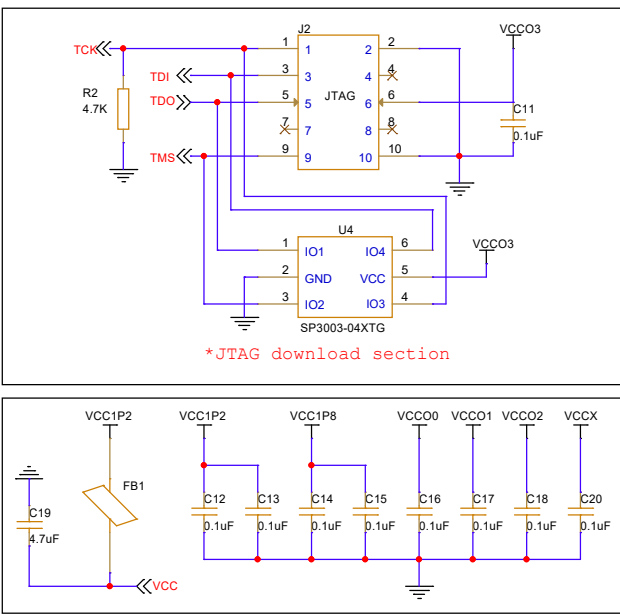 J2
VCCO3
TCK
1 1 2 2
TDI
3 3 4 4
R2
4.7K
TDO
5 5 JTAG 6 6
C11
0.1uF
7 7 8 8
TMS
9 9 10 10
U4
VCCO3
1 IO1 IO4 6
2 GND VCC 5
3 IO2 IO3 4
SP3003-04XTG
*JTAG download section
VCC1P2 VCC1P2 VCC1P8 VCCO0 VCCO1 VCCO2 VCCX
FB1
C19 C12 C13 C14 C15 C16 C17 C18 C20
4.7uF 0.1uF 0.1uF 0.1uF 0.1uF 0.1uF 0.1uF 0.1uF 0.1uF
VCC